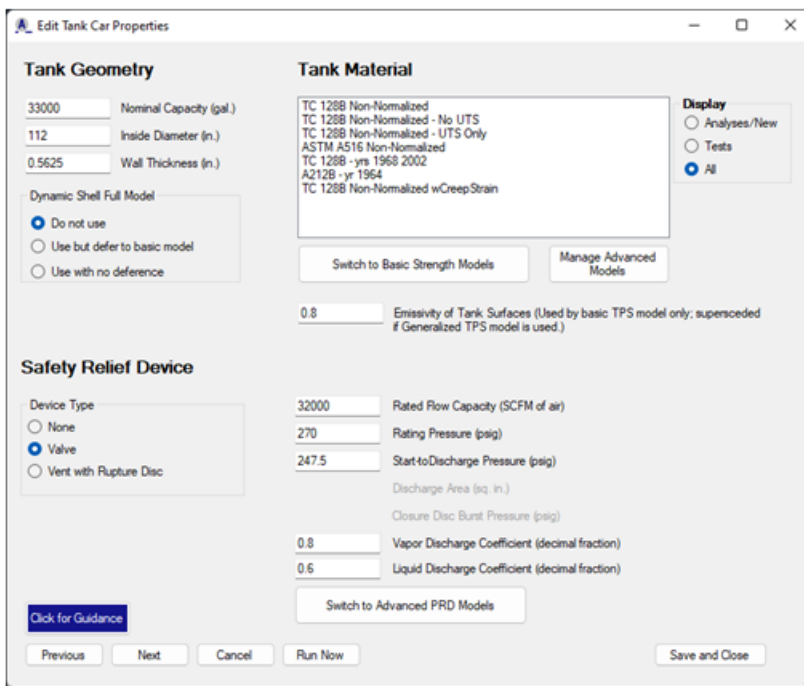 Edit Tank Car Properties
Tank Geometry
33000 Nominal Capacity (gal.)
112 Inside Diameter (in.)
0.5625 Wall Thickness (in.)
Dynamic Shell Full Model
Do not use
Use but defer to basic model
Use with no deference
Tank Material
TC 128B Non-Normalized
TC 128B Non-Normalized - No UTS
TC 128B Non-Normalized - UTS Only
ASTM A516 Non-Normalized
TC 128B - yrs 1968 2002
A212B - yr 1964
TC 128B Non-Normalized wCreepStrain
Display
Analyses/New
Tests
All
Switch to Basic Strength Models
Manage Advanced
Models
0.8 Emissivity of Tank Surfaces (Used by basic TPS model only; supersceded
if Generalized TPS model is used.)
Safety Relief Device
Device Type
None
Valve
Vent with Rupture Disc
32000 Rated Flow Capacity (SCFM of air)
270 Rating Pressure (psig)
247.5 Start-toDischarge Pressure (psig)
Discharge Area (sq. in.)
Closure Disc Burst Pressure (psig)
0.8 Vapor Discharge Coefficient (decimal fraction)
0.6 Liquid Discharge Coefficient (decimal fraction)
Switch to Advanced PRD Models
Click for Guidance
Previous Next Cancel Run Now Save and Close